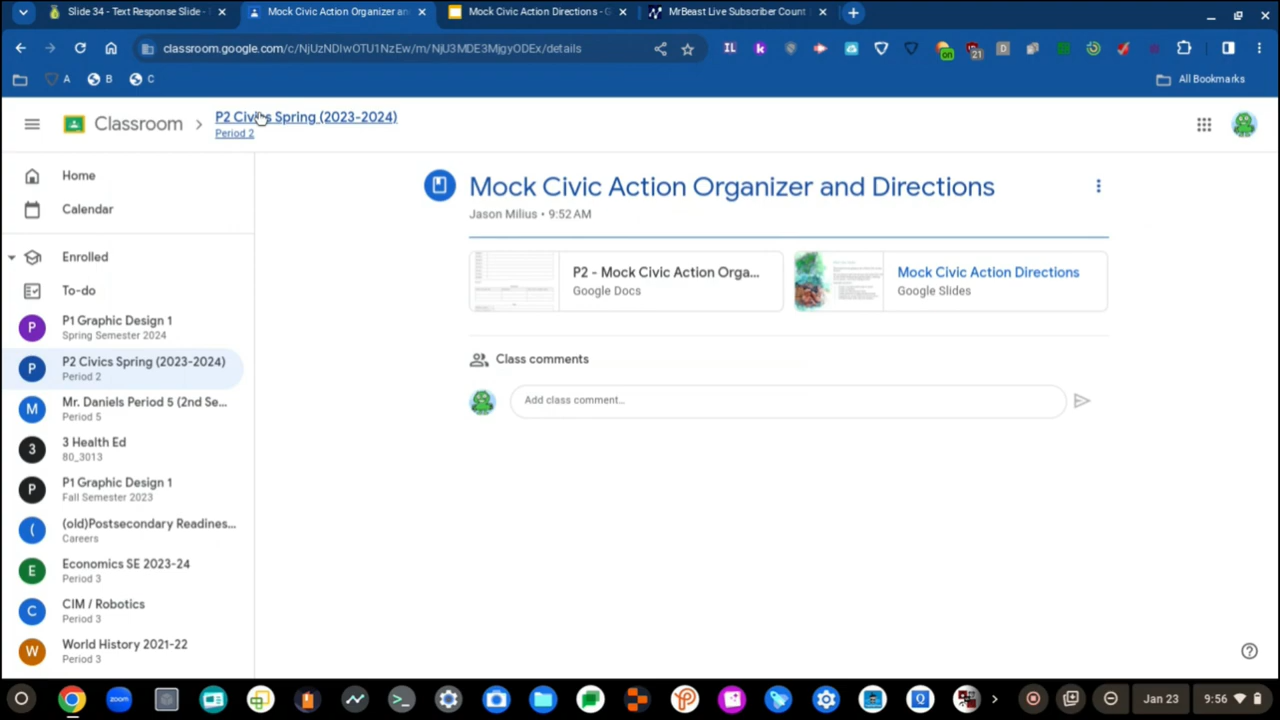 Slide 34 - Text Response Slide -
Mock Civic Action Organizer an
Mock Civic Action Directions - G
MrBeast Live Subscriber Count
classroom.google.com/c/NjUzNDIwOTU1NzEw/m/NjU3MDE3MjgyODEx/details
IL
k
on
21
D
A
B
C
All Bookmarks
Classroom
P2 Civics Spring (2023-2024)
Period 2
Home
Calendar
Enrolled
To-do
P
P1 Graphic Design 1
Spring Semester 2024
P
P2 Civics Spring (2023-2024)
Period 2
M
Mr. Daniels Period 5 (2nd Se...
Period 5
3
3 Health Ed
80_3013
P
P1 Graphic Design 1
Fall Semester 2023
(
(old)Postsecondary Readines...
Careers
E
Economics SE 2023-24
Period 3
C
CIM / Robotics
Period 3
W
World History 2021-22
Period 3
Mock Civic Action Organizer and Directions
Jason Milius • 9:52 AM
P2 - Mock Civic Action Orga...
Google Docs
Mock Civic Action Directions
Google Slides
Class comments
Add class comment...
zoom
Q
Jan 23
9:56